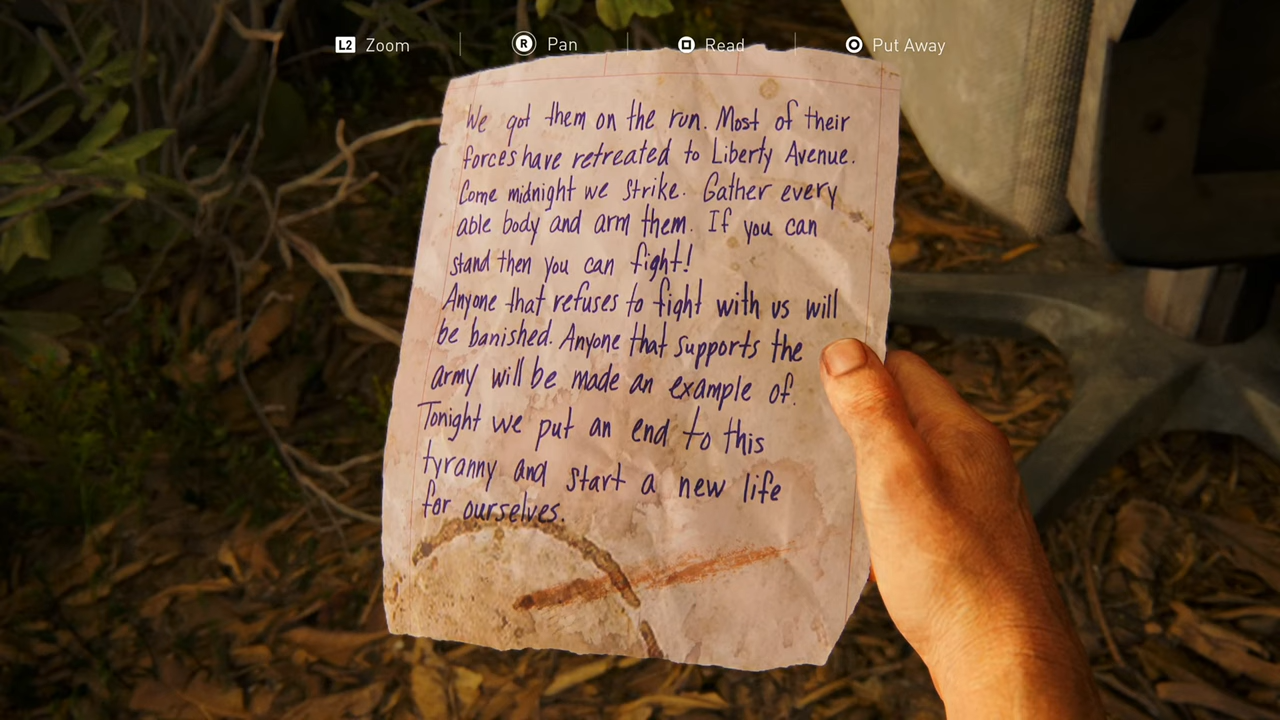 L2 Zoom R Pan Read Put Away
We got them on the run. Most of their
forces have retreated to Liberty Avenue.
Come midnight we strike. Gather every
able body and arm them. If you can
stand then you can fight!
Anyone that refuses to fight with us will
be banished. Anyone that supports the
army will be made an example of.
Tonight we put an end to this
tyranny and start a new life
for ourselves.